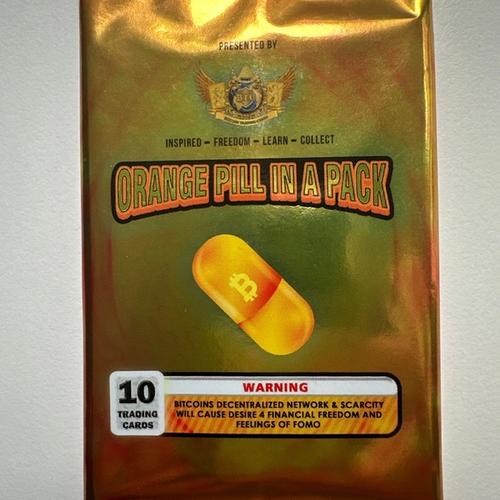 PRESENTED BY
BTC
INSPIRED - FREEDOM - LEARN - COLLECT
ORANGE PILL IN A PACK
₿
10
TRADING
CARDS
WARNING
BITCOINS DECENTRALIZED NETWORK & SCARCITY
WILL CAUSE DESIRE 4 FINANCIAL FREEDOM AND
FEELINGS OF FOMO